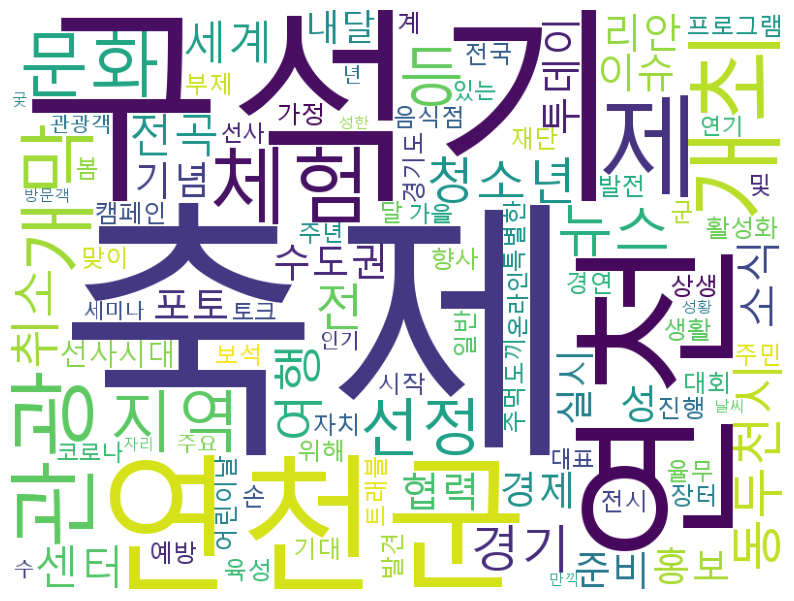 문화
구석기
세계
내달
계
년
프로그램
전국
등
투데이
리안
이슈
개최
굿
관광객
전곡
부제
가정
있는
선사
성한
음식점
연기
재단
제
개막
봄
방문객
기념
체험
경기도
청소년
발전
및
군
활성화
캠페인
주년
달
가을
뉴스
소식
맞이
수도권
향사
경연
상생
취소
축제
세미나
포토
토크
전
인기
일반
주먹도끼온라인특별한
성황
생활
연천
선사시대
보석
여행
시작
실시
주민
관광
지역
자치
선정
성
진행
대회
날씨
코로나
자리
주요
위해
대표
동두천시
연천군
어린이날
손
트래블
협력
경제
전시
율무
장터
센터
예방
기대
발견
경기
준비
홍보
수
육성
만끽